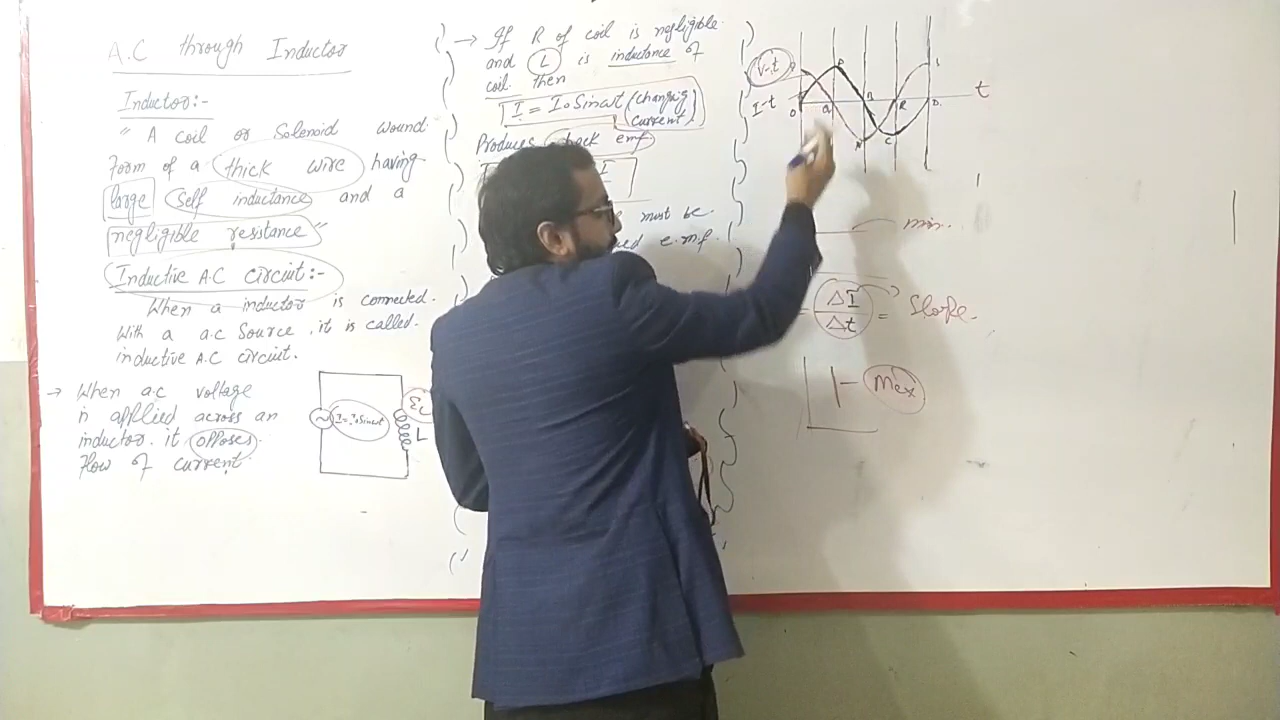 A.C through Inductor
Inductor:-
" A coil or Solenoid wound
Form of a thick wire having
large Self inductance and a
negligible resistance"
Inductive A.C circuit:-
When a inductor is connected.
With a a.c Source, it is called.
inductive A.C circuit.
→ When a.c voltage
is applied across an
inductor. it opposes
flow of current
I=I₀Sinωt
L
→ If R of coil is negligible
and L is inductance of
coil then
I = I₀ Sinωt (changing
current)
Produces back emf
I
must be
e.m.f.
V-t
I-t
t
O
P
Q
B
N
C
R
D
L
min.
= ΔI/Δt = Slope.
Max